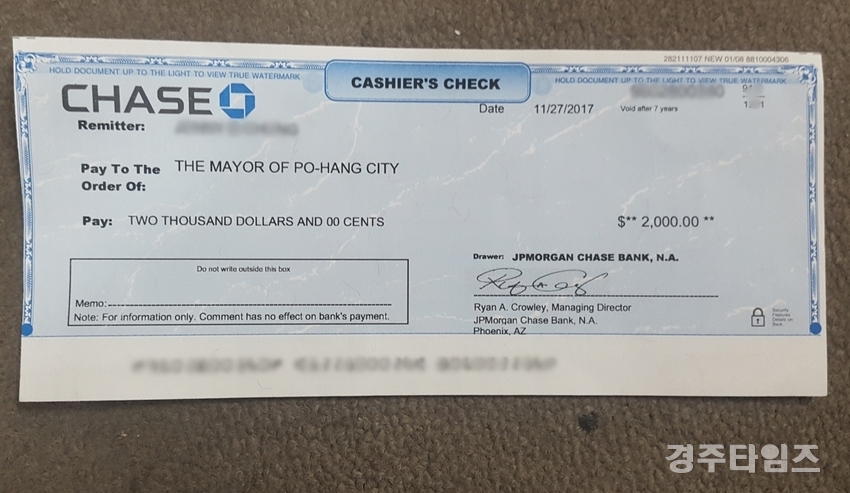 282111107 NEW 01/08 8810004306
HOLD DOCUMENT UP TO THE LIGHT TO VIEW TRUE WATERMARK
CASHIER'S CHECK
HOLD DOCUMENT UP TO THE LIGHT TO VIEW TRUE WATERMARK
CHASE
Date 11/27/2017 Void after 7 years
Remitter:
Pay To The THE MAYOR OF PO-HANG CITY
Order Of:
Pay: TWO THOUSAND DOLLARS AND 00 CENTS $** 2,000.00 **
Do not write outside this box
Memo:
Note: For information only. Comment has no effect on bank's payment.
Drawer: JPMORGAN CHASE BANK, N.A.
Ryan A. Crowley, Managing Director
JPMorgan Chase Bank, N.A.
Phoenix, AZ
Security
Features
Details on
Back.
경주타임즈